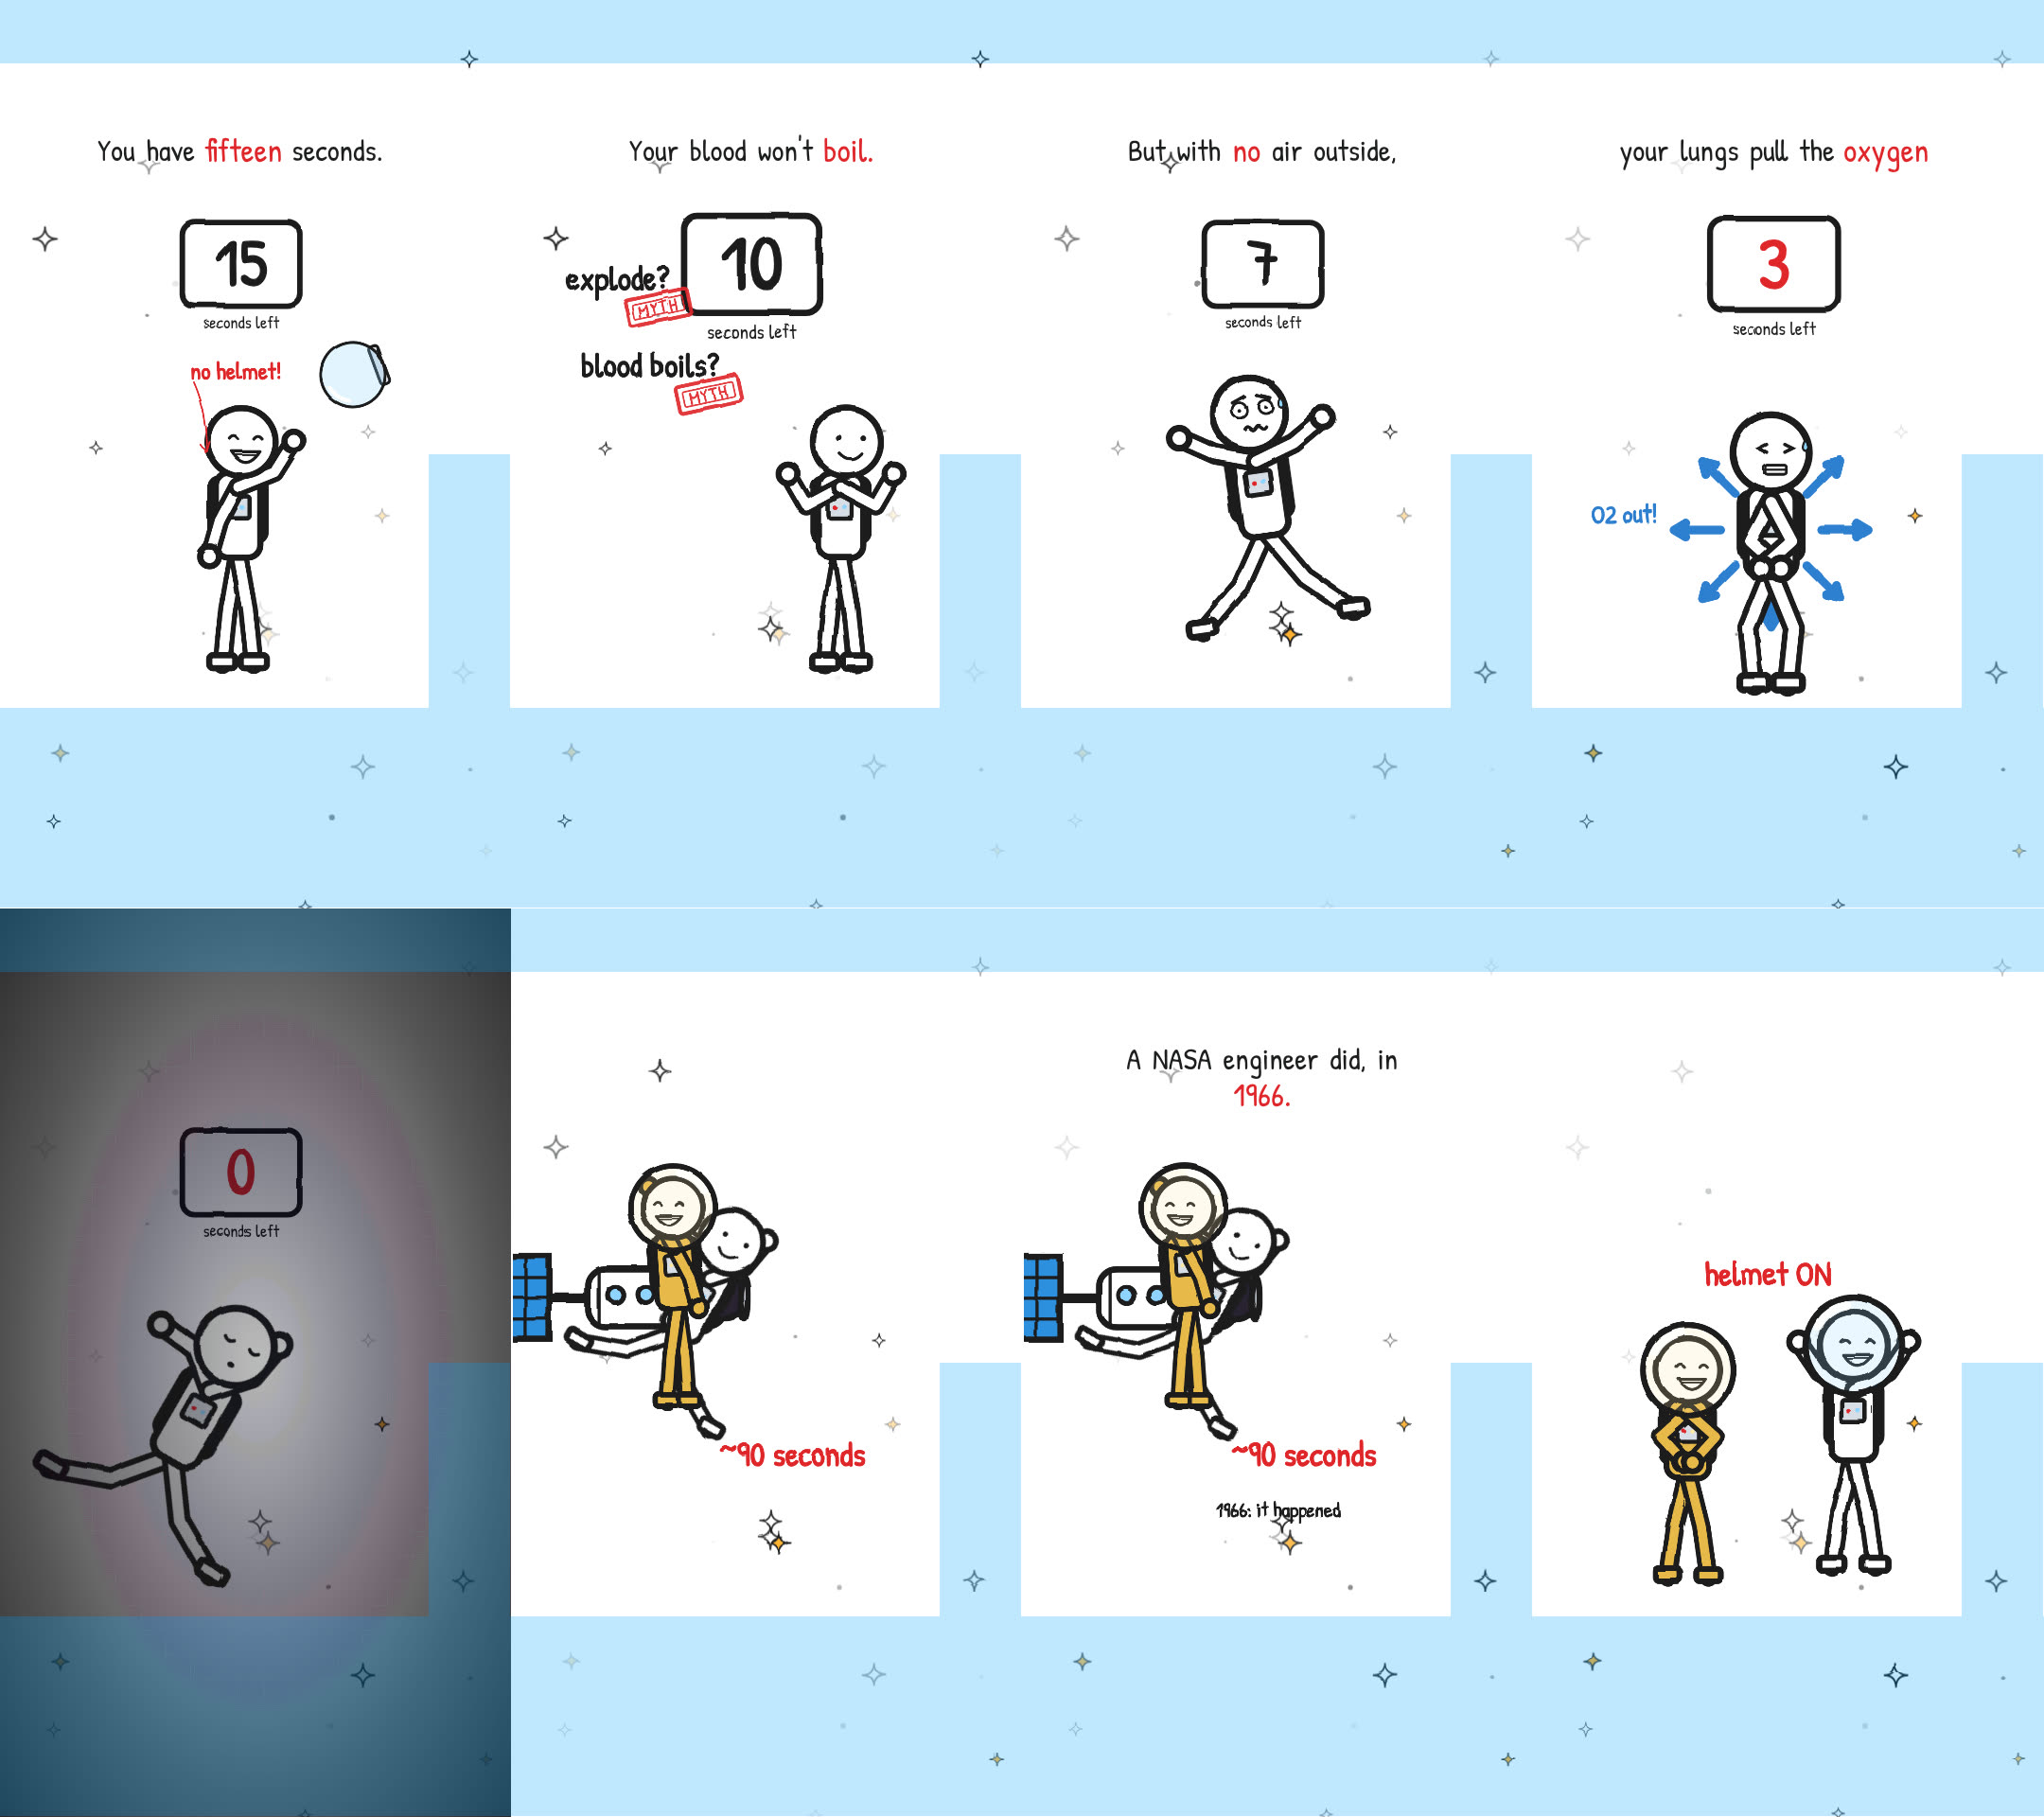 You have fifteen seconds.
15
seconds left
no helmet!
Your blood won't boil.
10
explode?
MYTH
seconds left
blood boils?
MYTH
But with no air outside,
7
seconds left
your lungs pull the oxygen
3
seconds left
O2 out!
0
seconds left
~90 seconds
A NASA engineer did, in
1966.
~90 seconds
1966: it happened
helmet ON